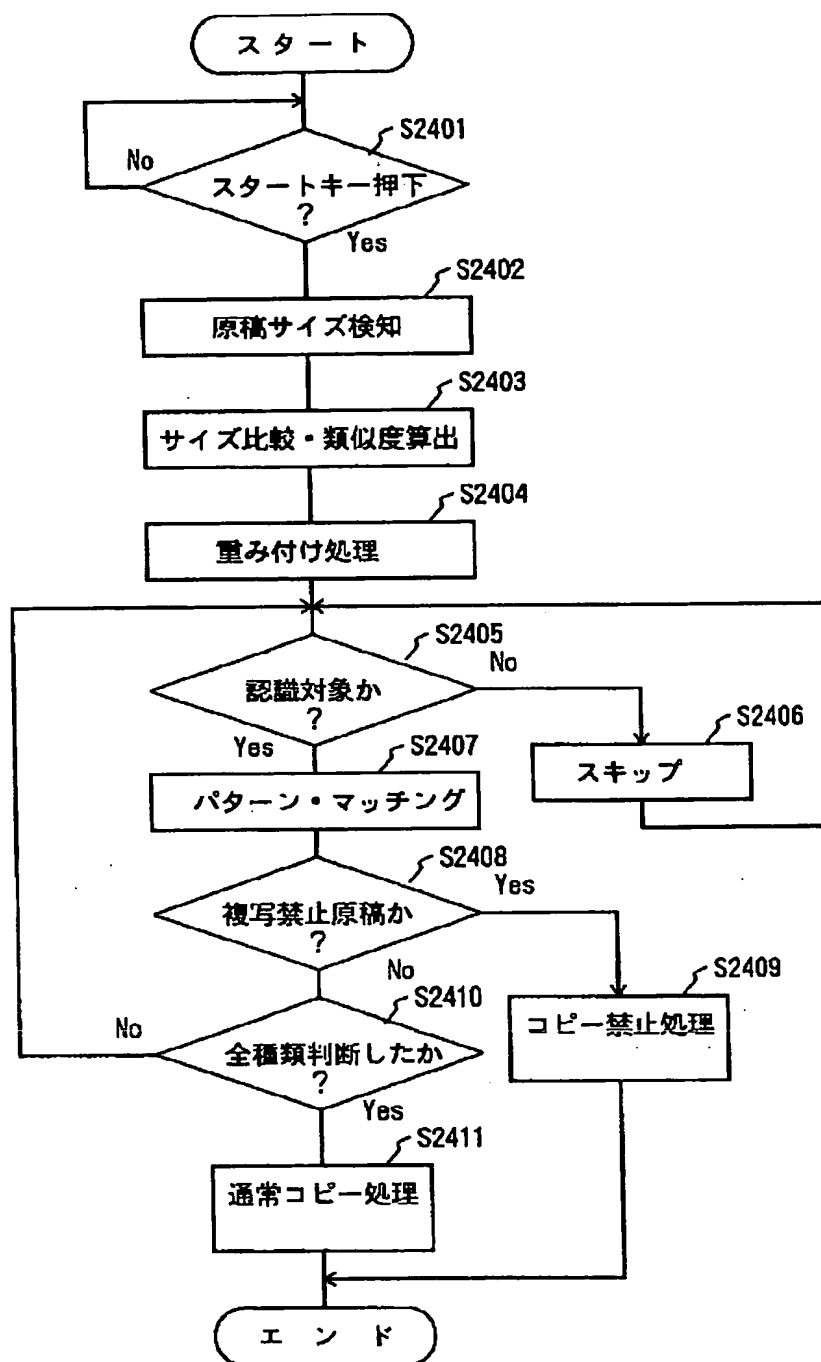 スタート
S2401
No
スタートキー押下
?
Yes
S2402
原稿サイズ検知
S2403
サイズ比較・類似度算出
S2404
重み付け処理
S2405
No
認識対象か
?
Yes
S2407
S2406
スキップ
パターン・マッチング
S2408
Yes
複写禁止原稿か
?
No
S2410
S2409
No
コピー禁止処理
全種類判断したか
?
Yes
S2411
通常コピー処理
エンド